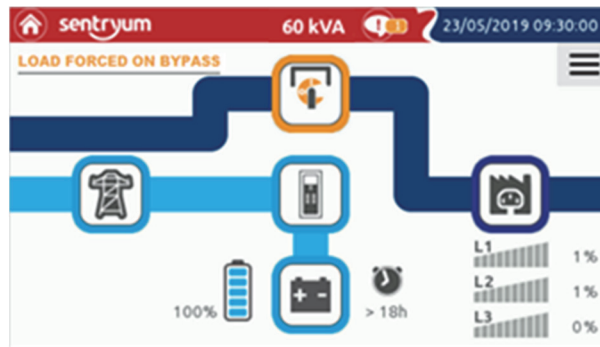 sentryum 60 kVA 23/05/2019 09:30:00
LOAD FORCED ON BYPASS
L1 1%
L2 1%
100% > 18h
L3 0%